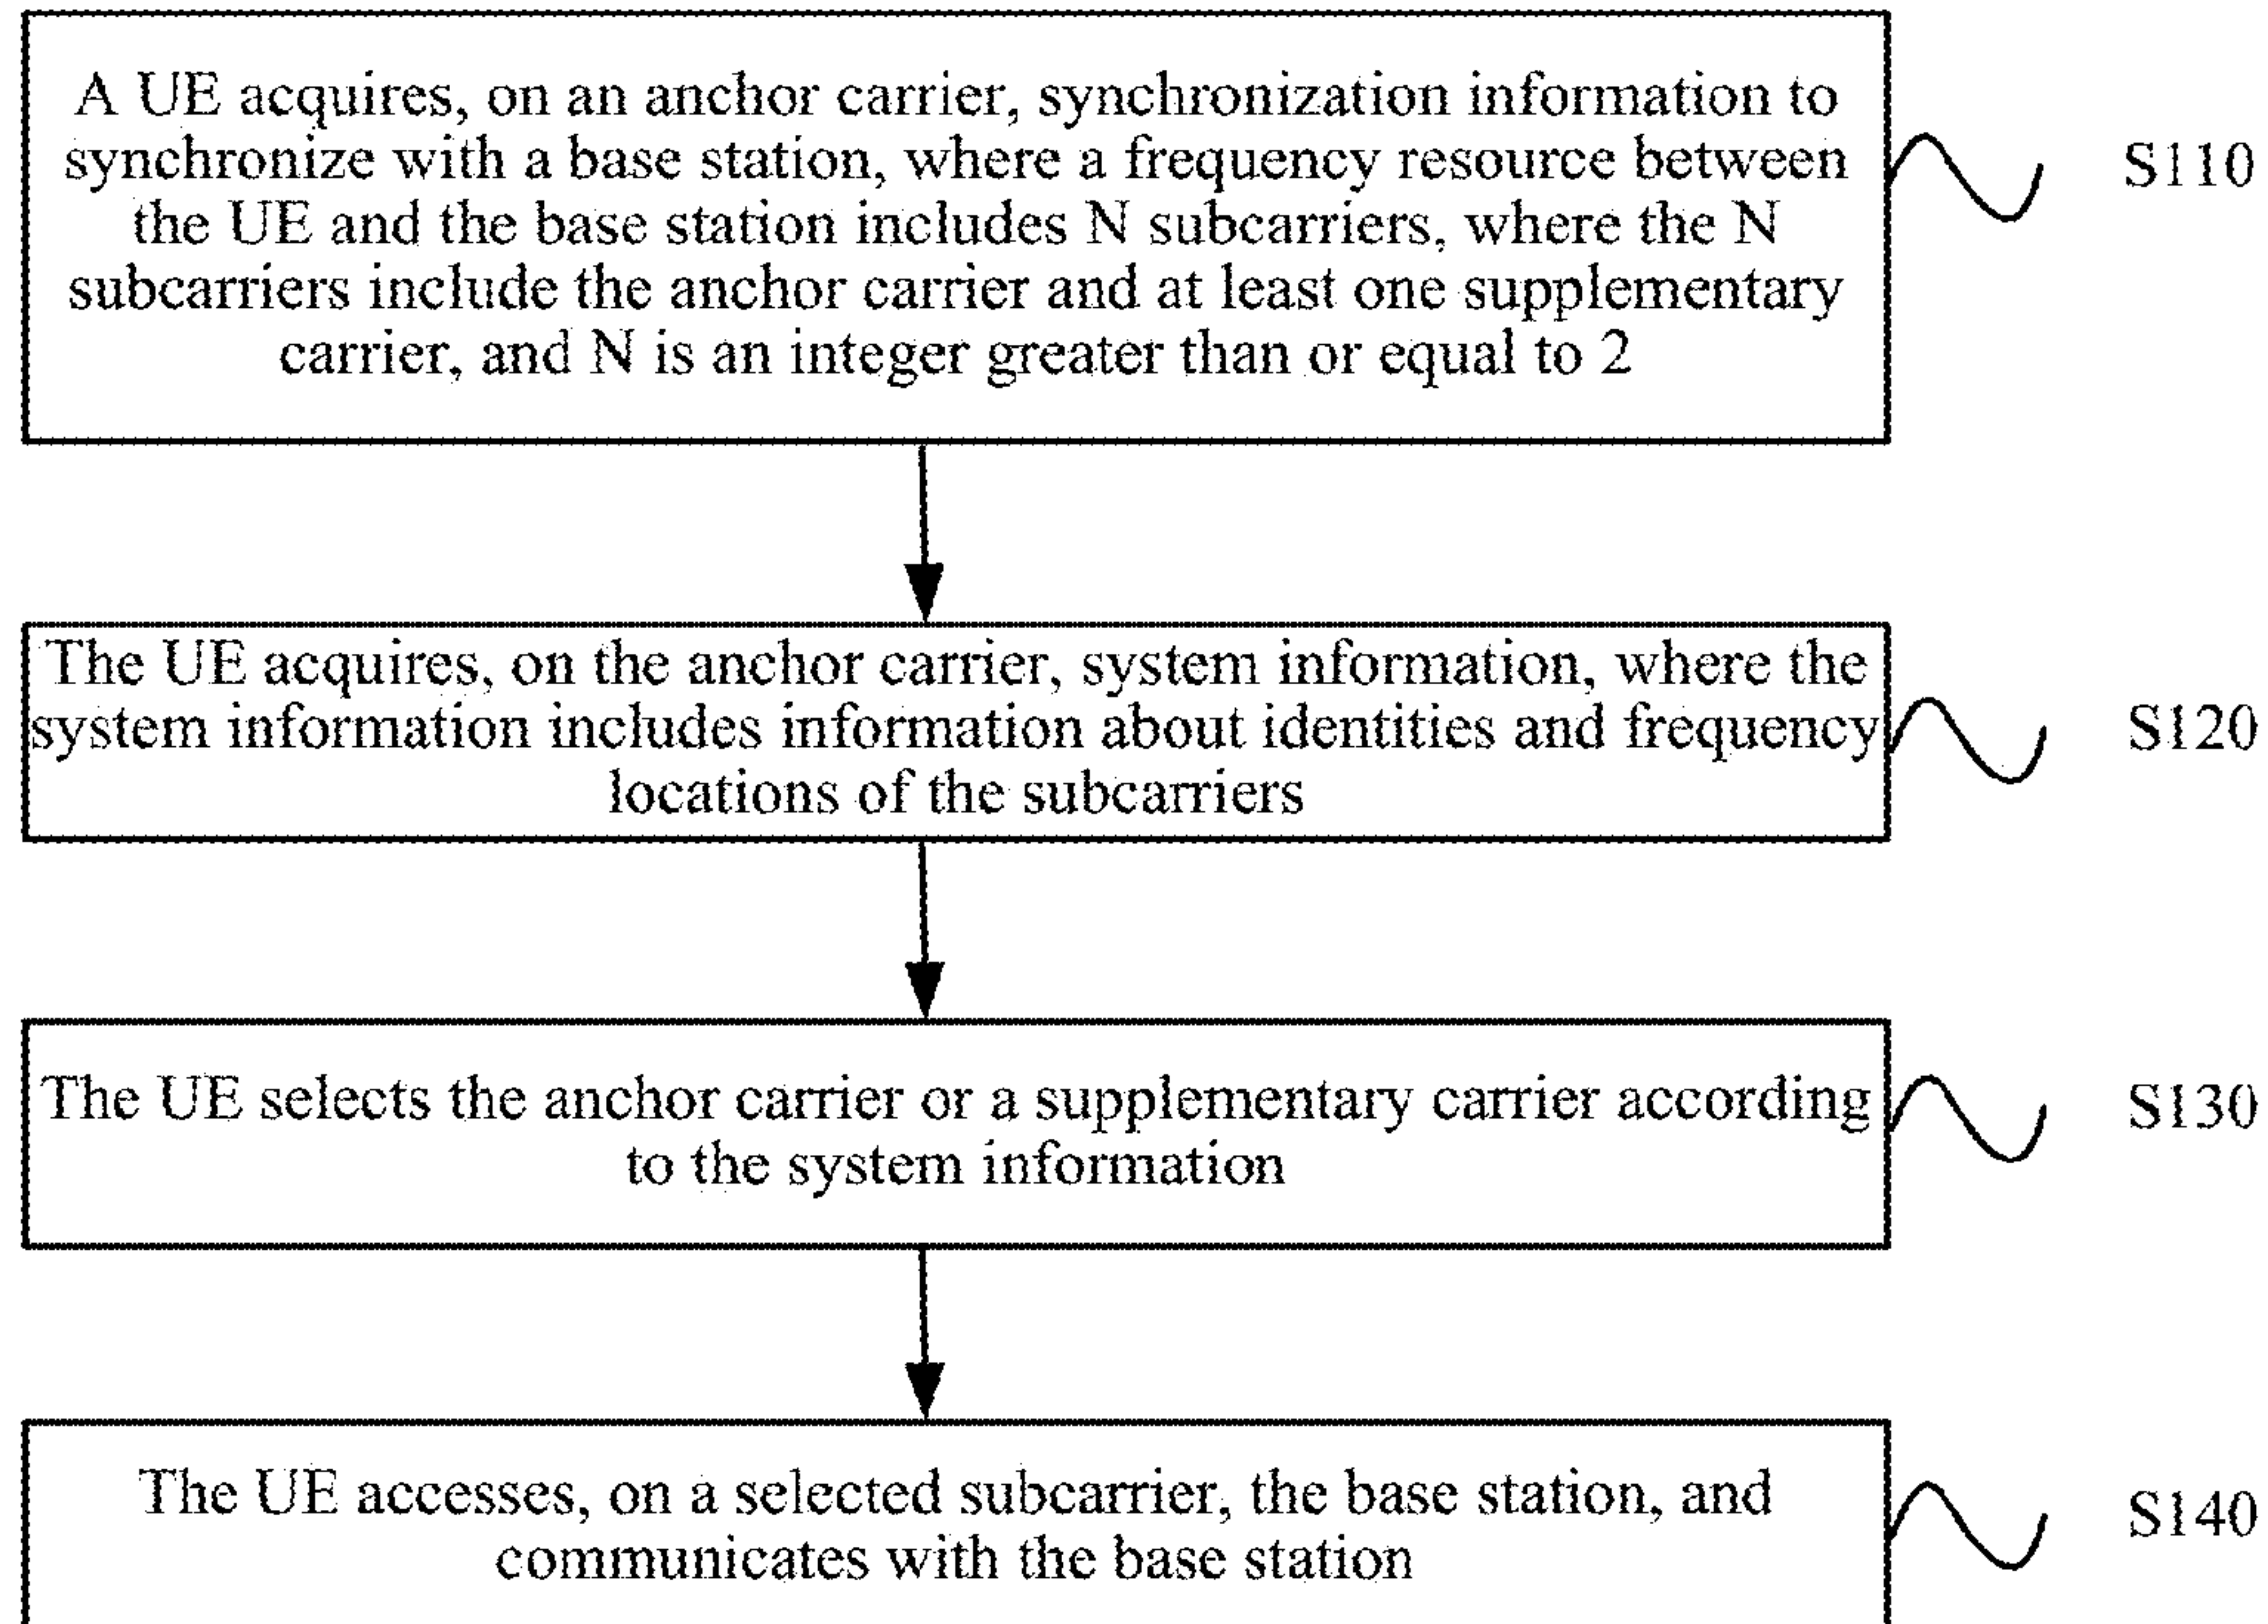 A UE acquires, on an anchor carrier, synchronization information to
synchronize with a base station, where a frequency resource between
the UE and the base station includes N subcarriers, where the N
subcarriers include the anchor carrier and at least one supplementary
carrier, and N is an integer greater than or equal to 2
S110
The UE acquires, on the anchor carrier, system information, where the
system information includes information about identities and frequency
locations of the subcarriers
S120
The UE selects the anchor carrier or a supplementary carrier according
to the system information
S130
The UE accesses, on a selected subcarrier, the base station, and
communicates with the base station
S140